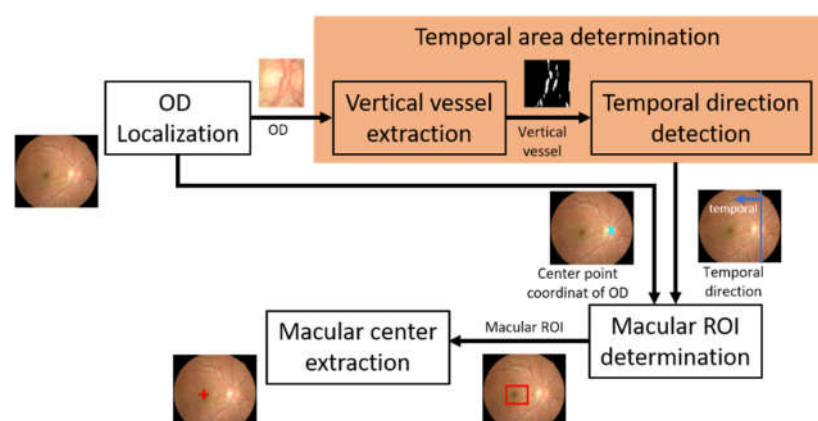 Temporal area determination
OD
Localization
OD
Vertical vessel
extraction
Vertical
vessel
Temporal direction
detection
temporal
Center point
coordinat of OD
Temporal
direction
Macular center
extraction
Macular ROI
Macular ROI
determination